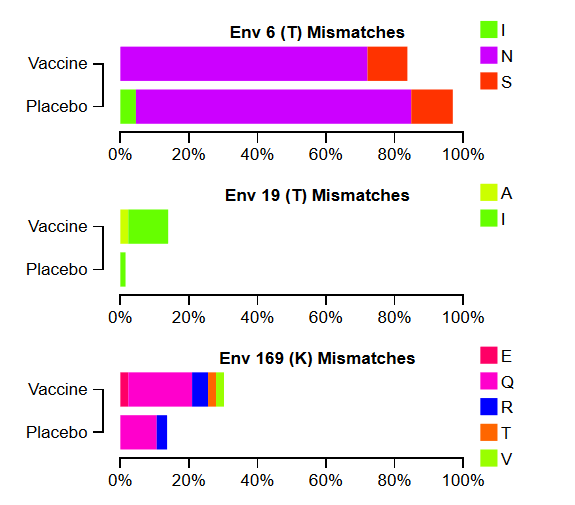 Env 6 (T) Mismatches
I
N
S
Vaccine
Placebo
0% 20% 40% 60% 80% 100%
Env 19 (T) Mismatches
A
I
Vaccine
Placebo
0% 20% 40% 60% 80% 100%
Env 169 (K) Mismatches
E
Q
R
T
V
Vaccine
Placebo
0% 20% 40% 60% 80% 100%